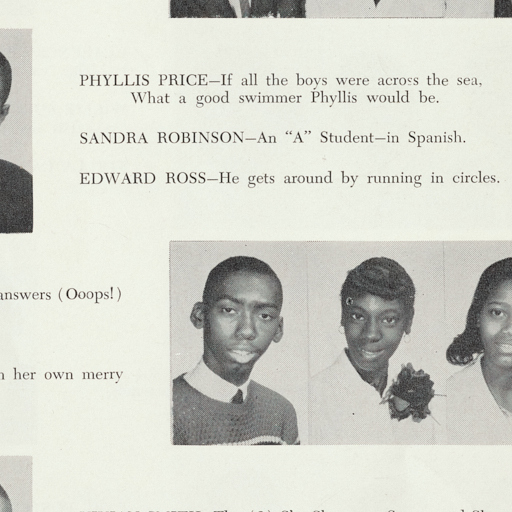 PHYLLIS PRICE—If all the boys were across the sea,
What a good swimmer Phyllis would be.
SANDRA ROBINSON—An “A” Student—in Spanish.
EDWARD ROSS—He gets around by running in circles.
answers (Ooops!)
her own merry